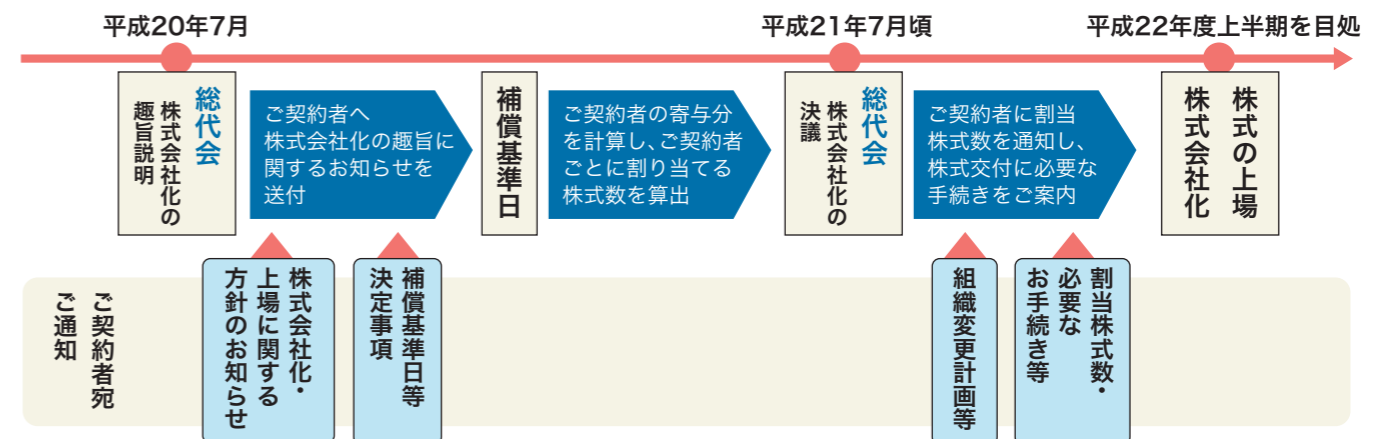 平成20年7月
平成21年7月頃
平成22年度上半期を目処
総代会
株式会社化の
趣旨説明
ご契約者へ
株式会社化の趣旨に
関するお知らせを
送付
補償基準日
ご契約者の寄与分
を計算し、ご契約者
ごとに割り当てる
株式数を算出
総代会
株式会社化の
決議
ご契約者に割当
株式数を通知し、
株式交付に必要な
手続きをご案内
株式の上場
株式会社化
ご契約者宛
ご通知
株式会社化・
上場に関する
方針のお知らせ
補償基準日等
決定事項
組織変更計画等
割当株式数・
必要な
お手続き等